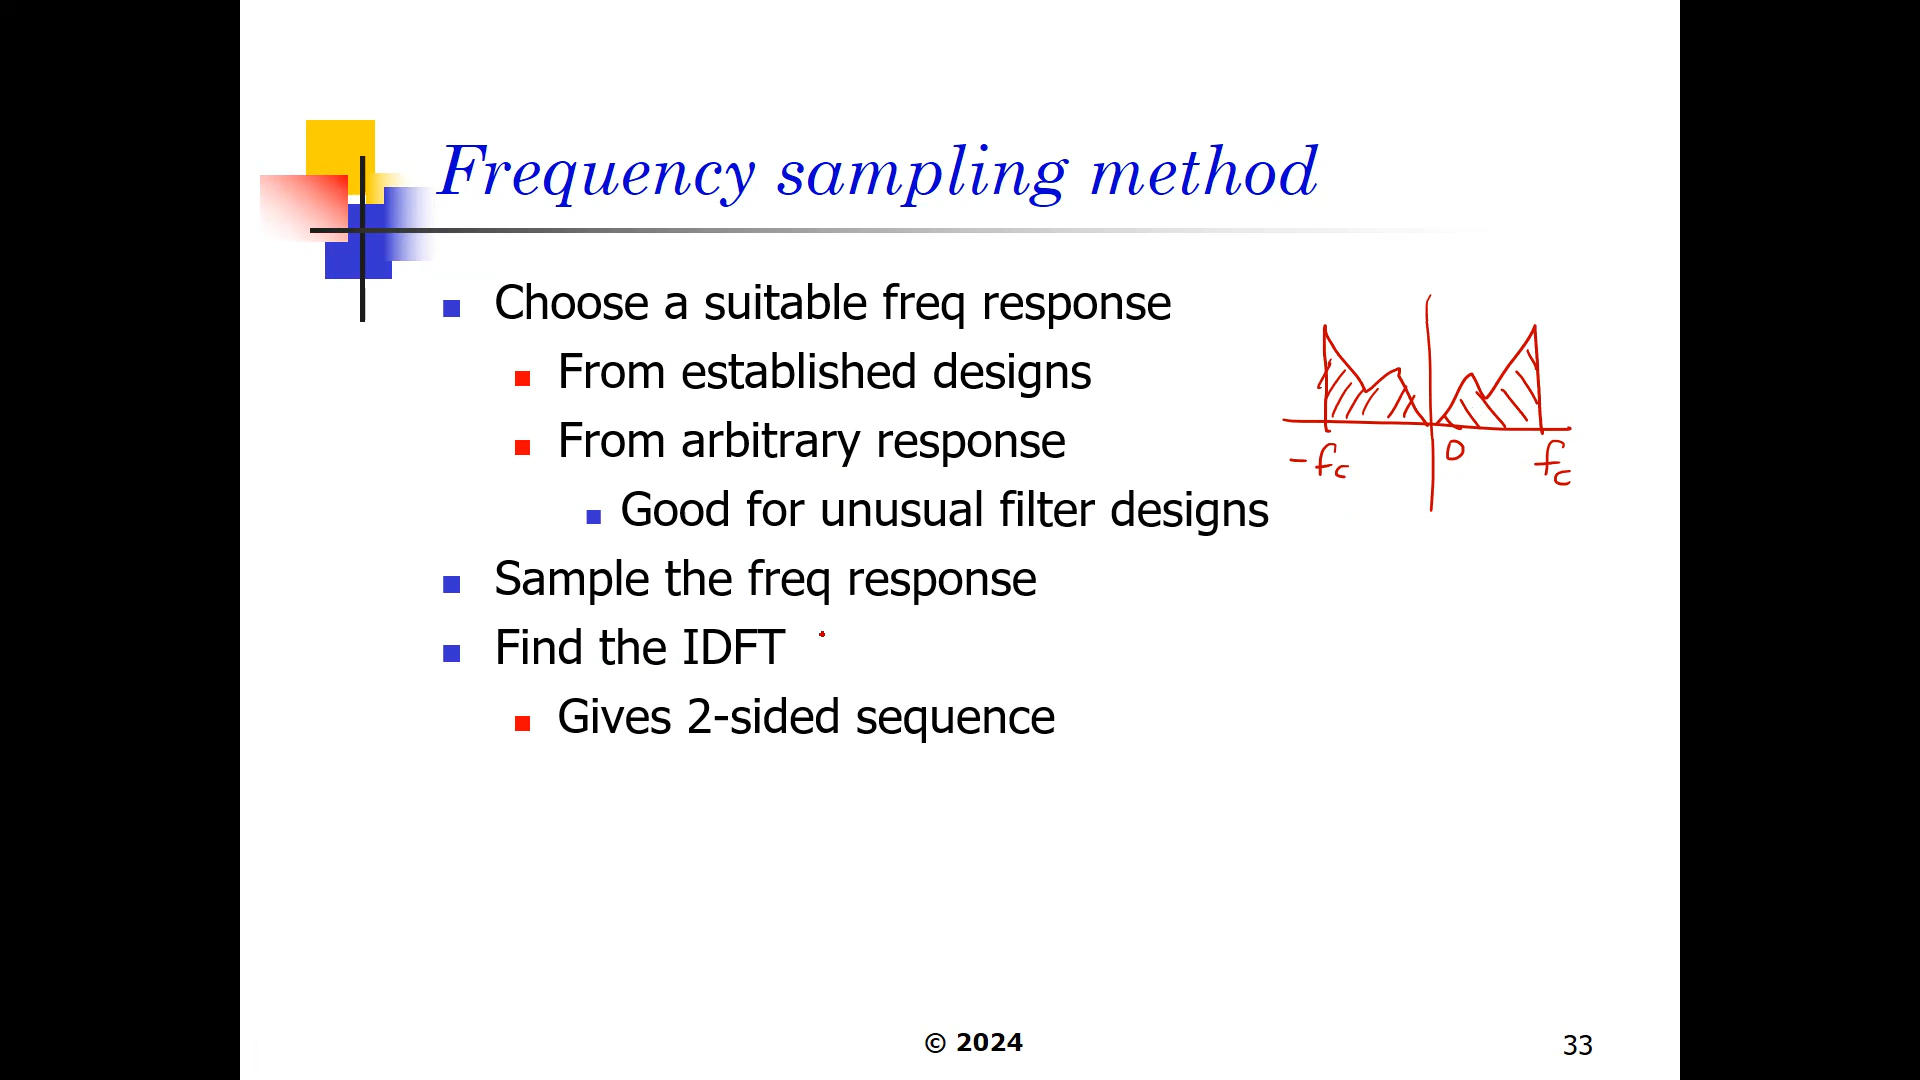 Frequency sampling method
Choose a suitable freq response
From established designs
From arbitrary response
Good for unusual filter designs
Sample the freq response
Find the IDFT
Gives 2-sided sequence
-fc 0 fc
© 2024
33